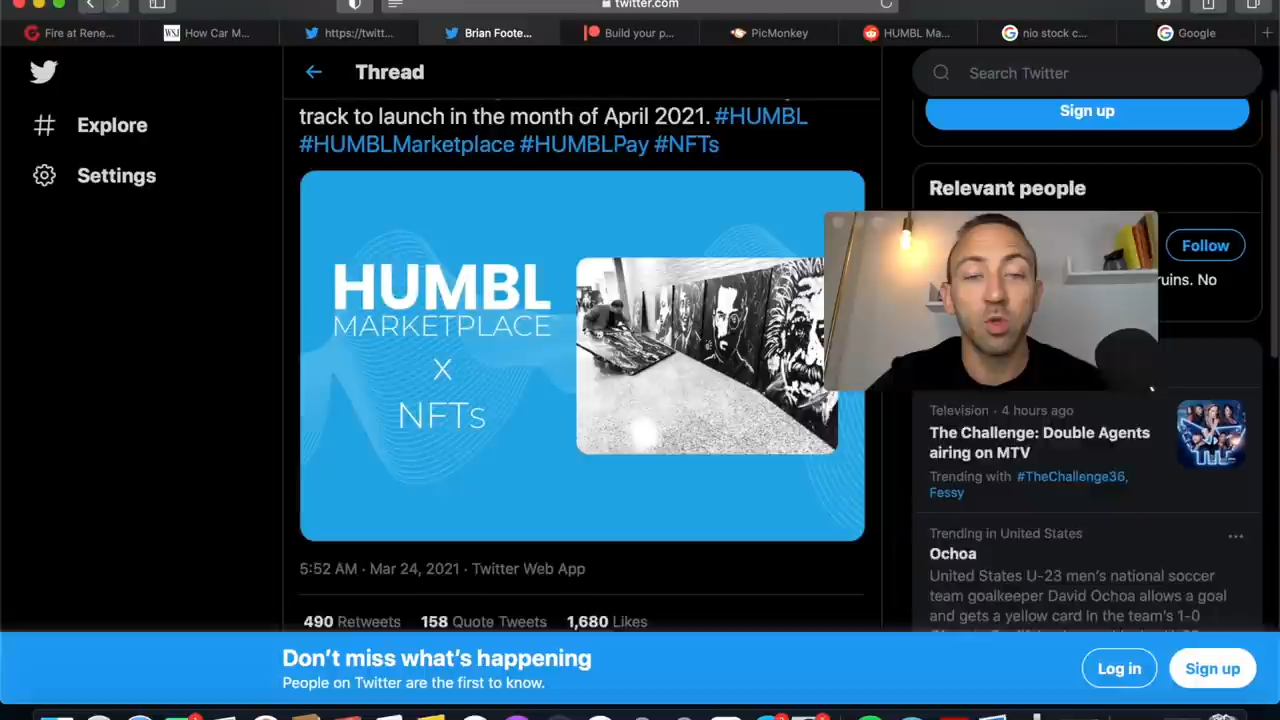 twitter.com
Fire at Rene...
How Car M...
https://twitt...
Brian Foote...
Build your p...
PicMonkey
HUMBL Ma...
nio stock c...
Google
Thread
Search Twitter
Explore
Settings
track to launch in the month of April 2021. #HUMBL
#HUMBLMarketplace #HUMBLPay #NFTs
HUMBL
MARKETPLACE
X
NFTs
5:52 AM · Mar 24, 2021 · Twitter Web App
490 Retweets 158 Quote Tweets 1,680 Likes
Sign up
Relevant people
Follow
ruins. No
Television · 4 hours ago
The Challenge: Double Agents
airing on MTV
Trending with #TheChallenge36,
Fessy
Trending in United States
Ochoa
United States U-23 men's national soccer
team goalkeeper David Ochoa allows a goal
and gets a yellow card in the team's 1-0
Don't miss what's happening
People on Twitter are the first to know.
Log in
Sign up